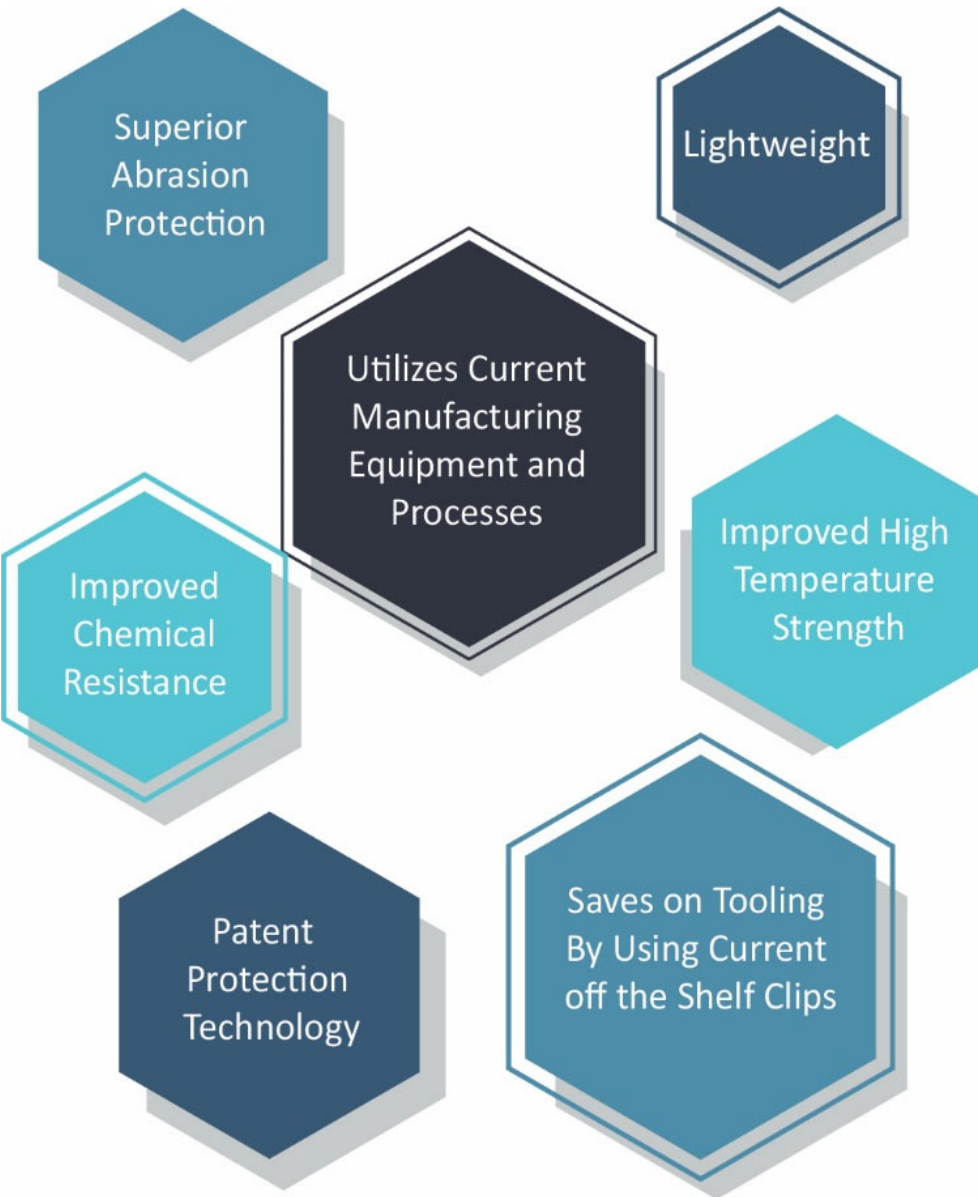 Superior
Abrasion
Protection
Lightweight
Utilizes Current
Manufacturing
Equipment and
Processes
Improved High
Temperature
Strength
Improved
Chemical
Resistance
Patent
Protection
Technology
Saves on Tooling
By Using Current
off the Shelf Clips